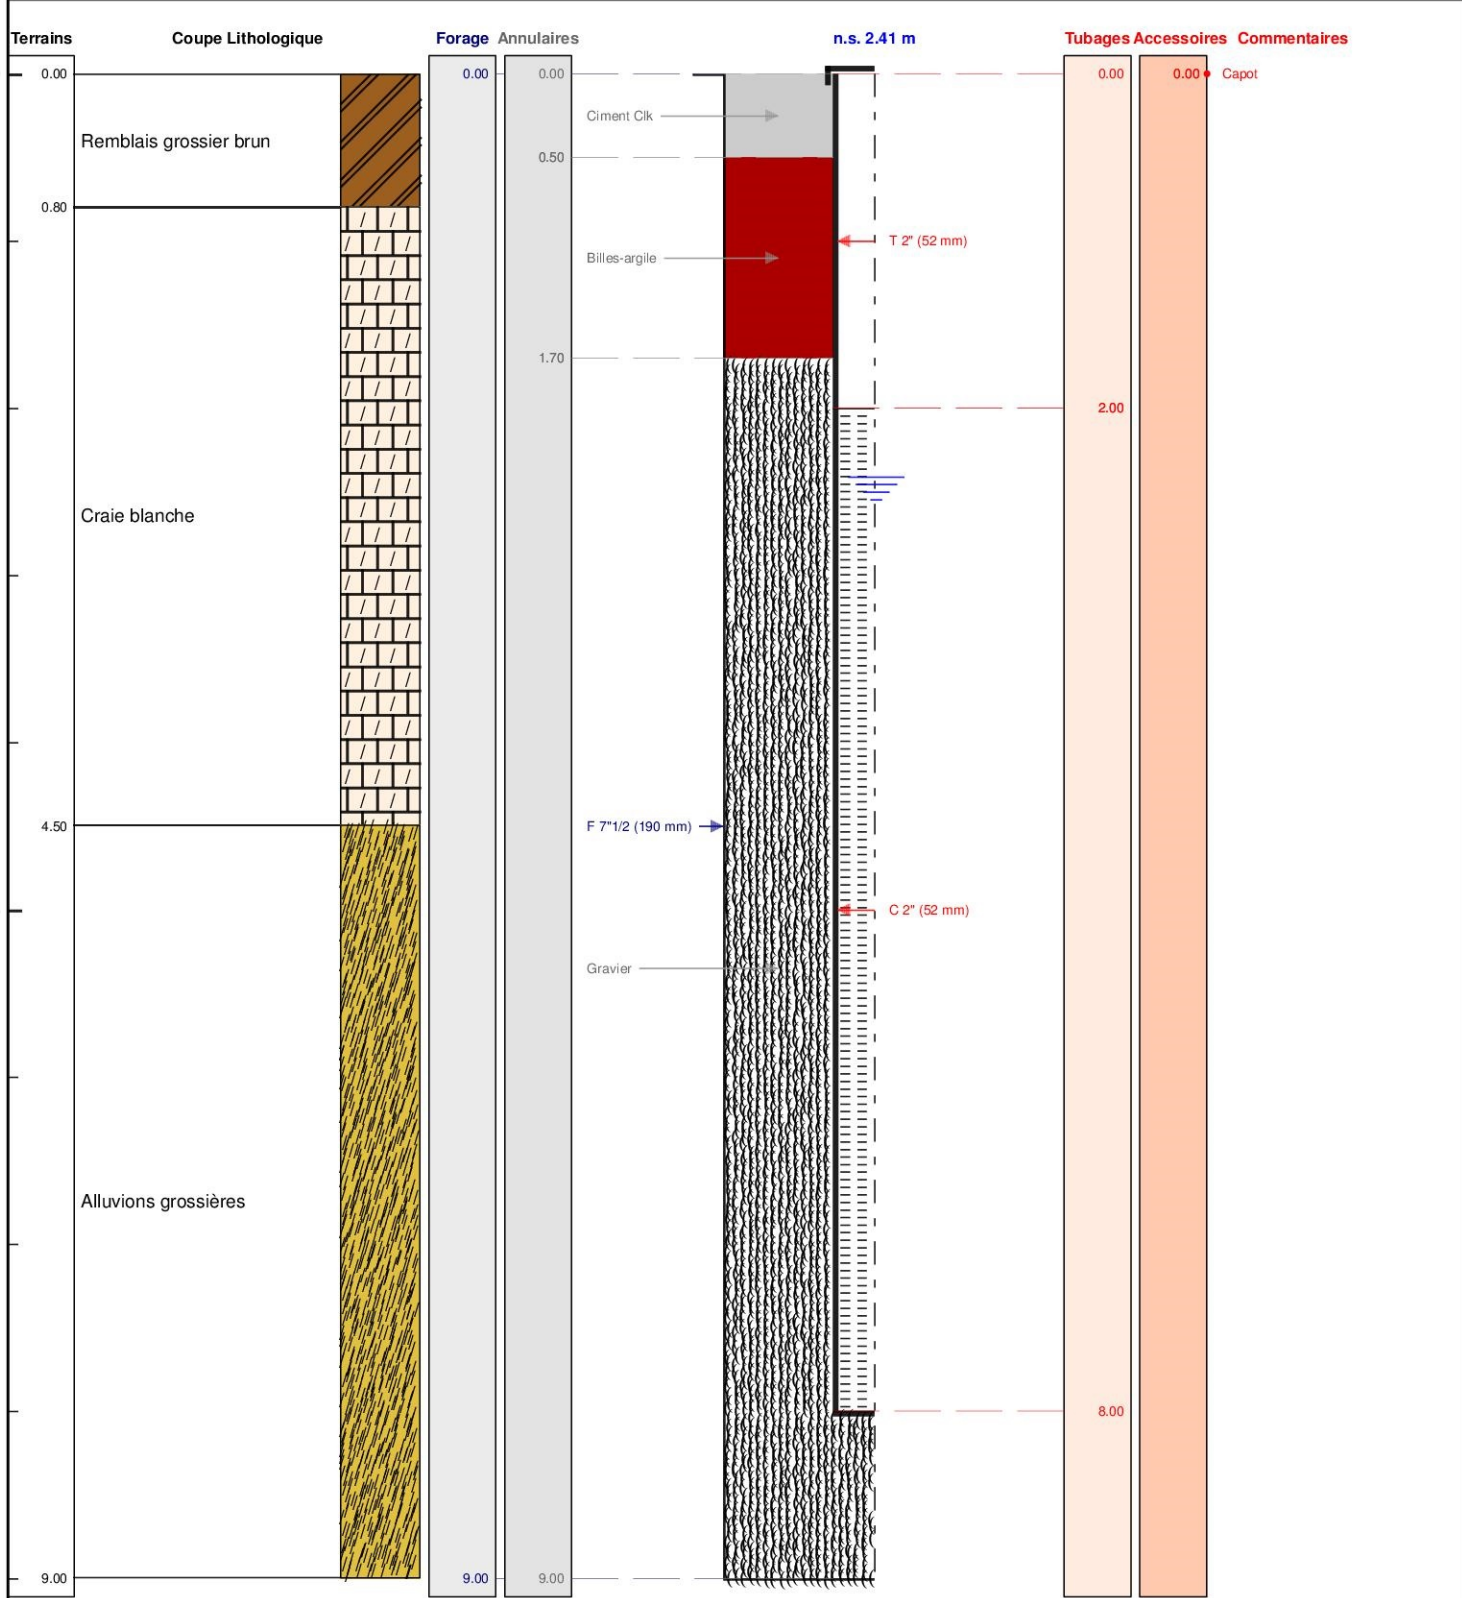 Terrains Coupe Lithologique Forage Annulaires n.s. 2.41 m Tubages Accessoires Commentaires
0.00 0.00 0.00 0.00 0.00 Capot
Ciment Clk
Remblais grossier brun
0.50
0.80
T 2" (52 mm)
Billes-argile
1.70
2.00
Craie blanche
4.50 F 7"1/2 (190 mm)
C 2" (52 mm)
Gravier
Alluvions grossières
8.00
9.00 9.00 9.00